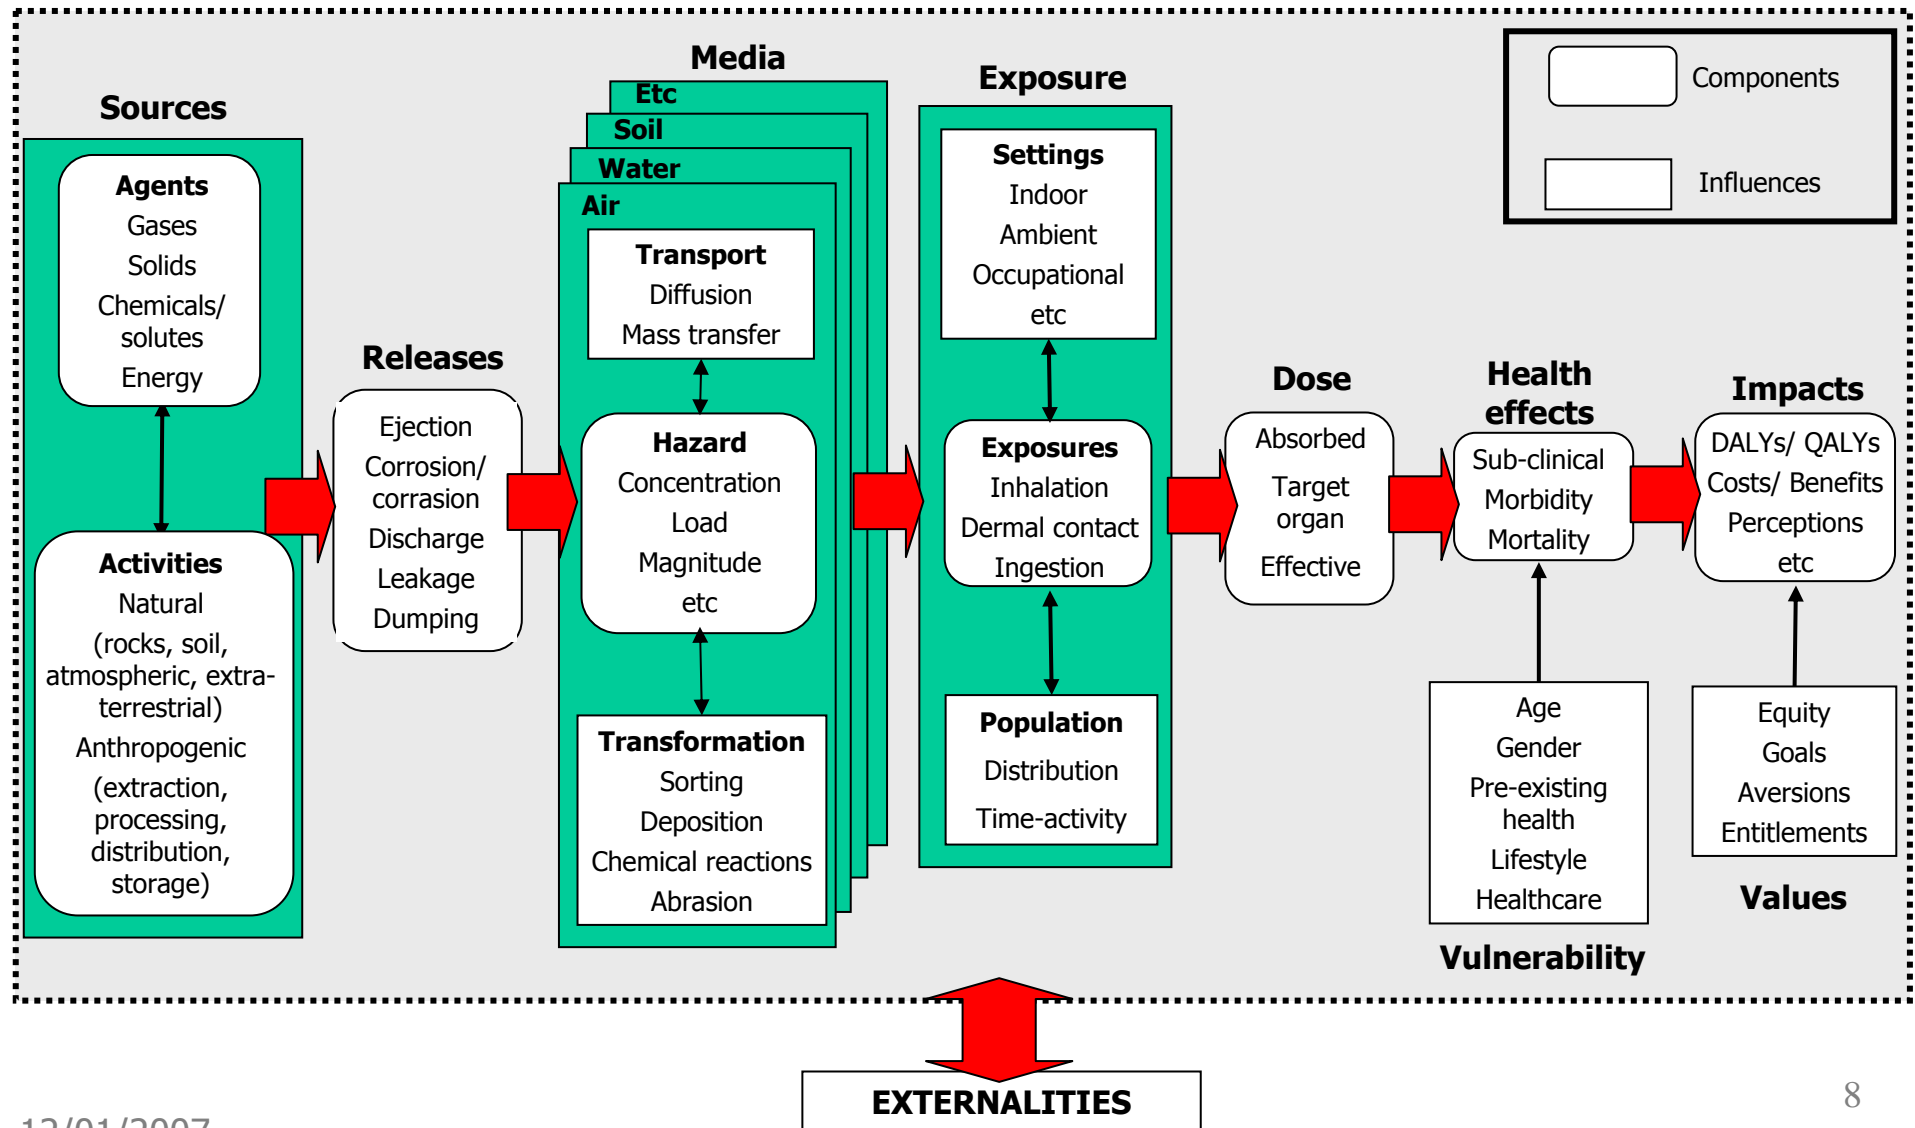 Sources
Agents
Gases
Solids
Chemicals/
solutes
Energy
Activities
Natural
(rocks, soil,
atmospheric, extra-
terrestrial)
Anthropogenic
(extraction,
processing,
distribution,
storage)
Releases
Ejection
Corrosion/
corrasion
Discharge
Leakage
Dumping
Media
Etc
Soil
Water
Air
Transport
Diffusion
Mass transfer
Hazard
Concentration
Load
Magnitude
etc
Transformation
Sorting
Deposition
Chemical reactions
Abrasion
Exposure
Settings
Indoor
Ambient
Occupational
etc
Exposures
Inhalation
Dermal contact
Ingestion
Population
Distribution
Time-activity
Dose
Absorbed
Target
organ
Effective
Health
effects
Sub-clinical
Morbidity
Mortality
Age
Gender
Pre-existing
health
Lifestyle
Healthcare
Vulnerability
Impacts
DALYs/ QALYs
Costs/ Benefits
Perceptions
etc
Equity
Goals
Aversions
Entitlements
Values
Components
Influences
EXTERNALITIES
8
12/01/2007